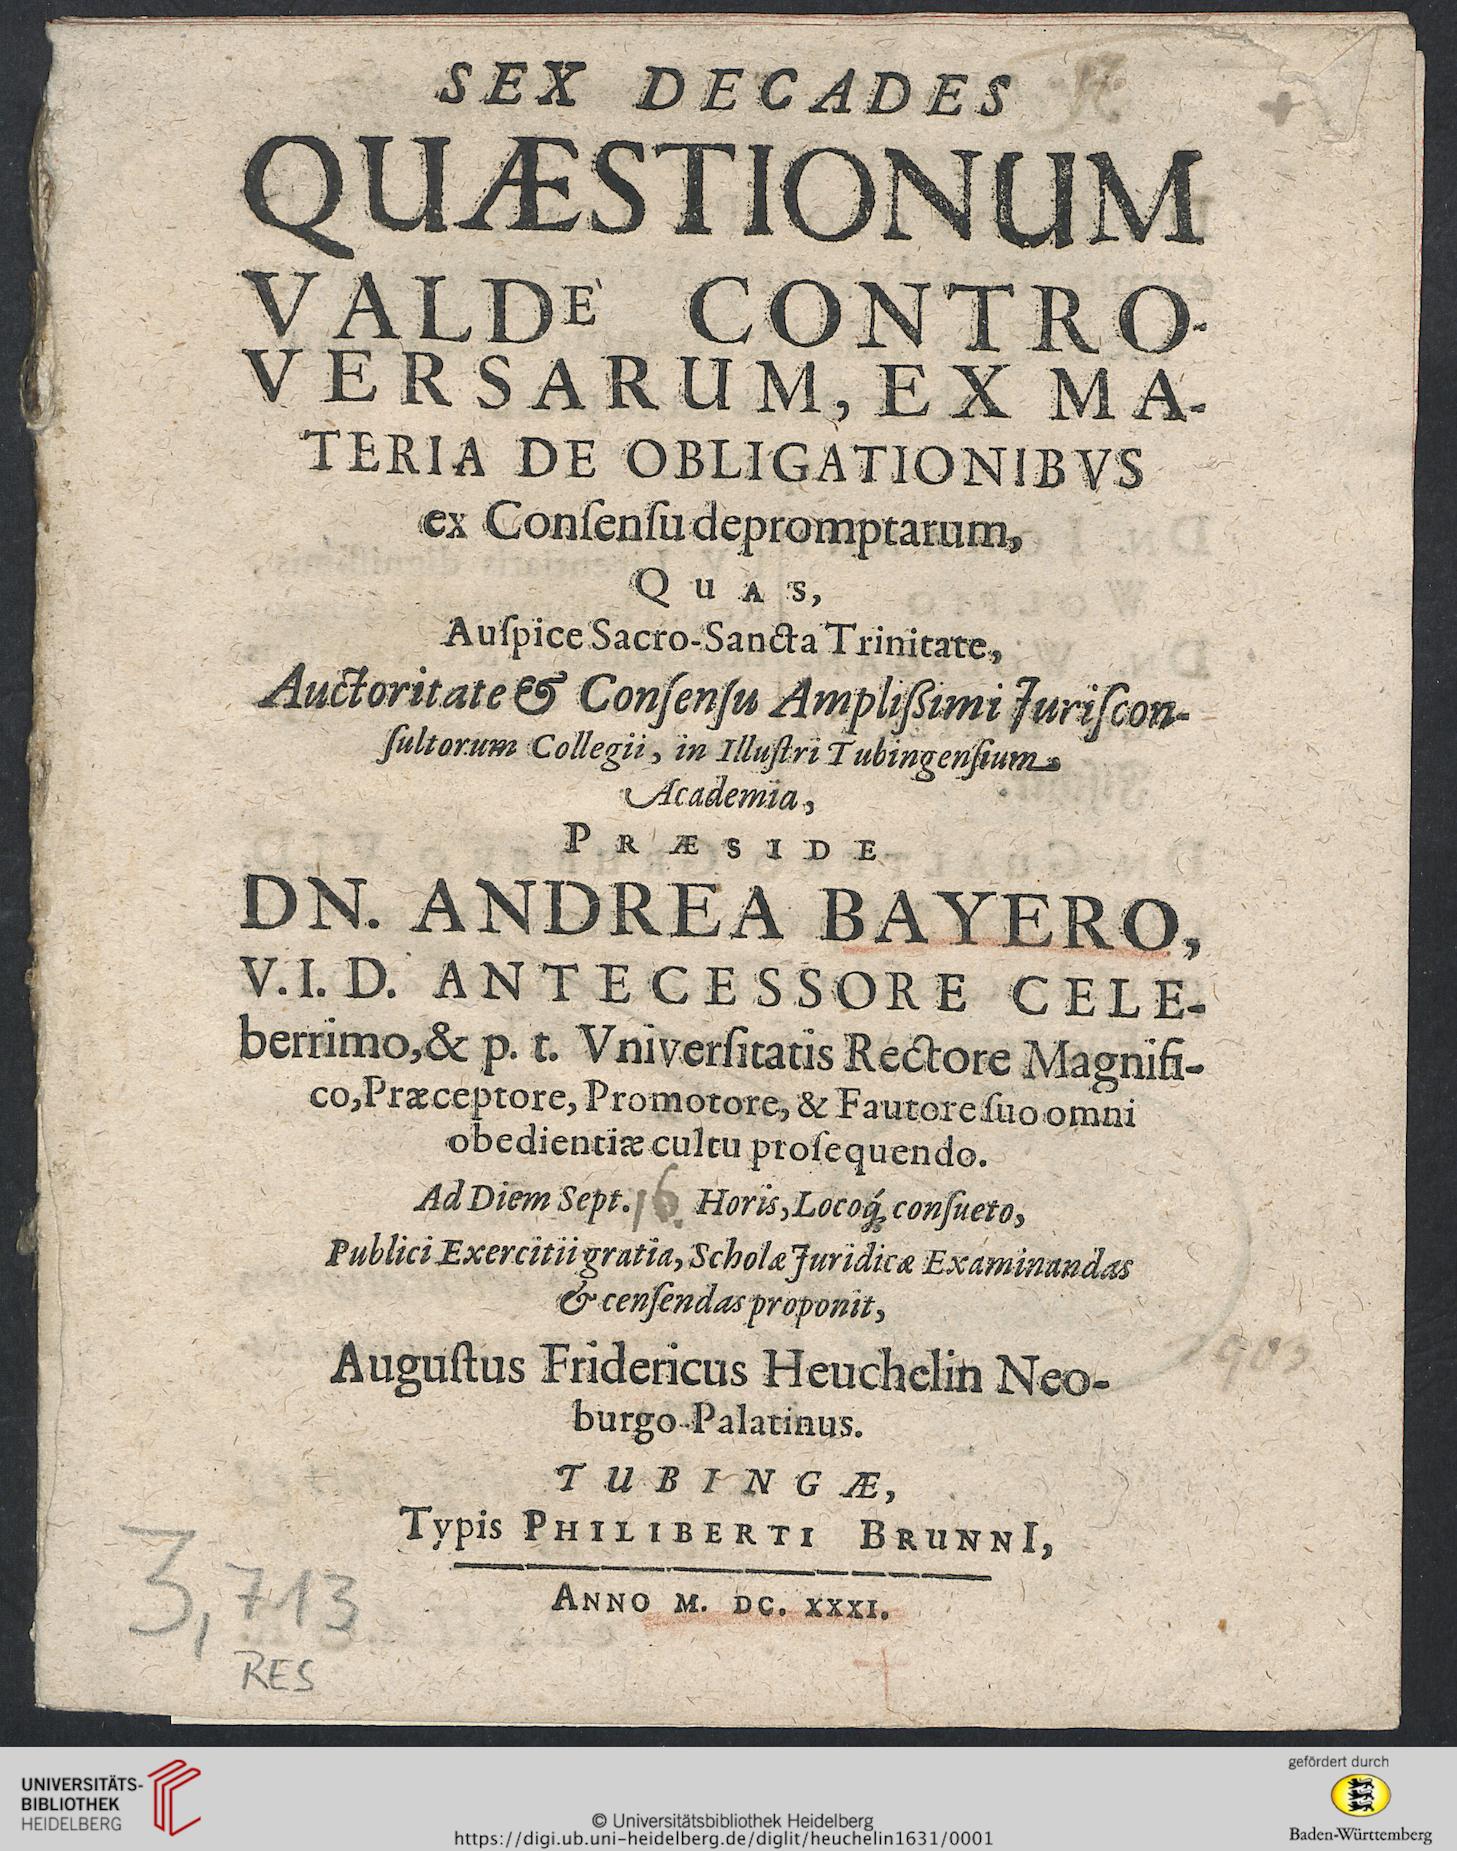 SEX DECADES
QUÆSTIONUM
VALDE' CONTRO-
VERSARUM, EX MA-
TERIA DE OBLIGATIONIBVS
ex Conſenſu depromptarum,
QUAS,
Auſpice Sacro-Sancta Trinitate,
Auctoritate & Conſenſu Ampliſsimi Juriſcon-
ſultorum Collegii, in Illuſtri Tubingenſium
Academia,
PRÆSIDE
DN. ANDREA BAYERO,
V. I. D. ANTECESSORE CELE-
berrimo, & p. t. Vniverſitatis Rectore Magnifi-
co, Præceptore, Promotore, & Fautore ſuo omni
obedientiæ cultu proſequendo.
Ad Diem Sept. 16. Horis, Locoq́; conſueto,
Publici Exercitii gratia, Scholæ Juridicæ Examinandas
& cenſendas proponit,
Auguſtus Fridericus Heuchelin Neo-
burgo-Palatinus.
TUBINGÆ,
Typis PHILIBERTI BRUNNI,
ANNO M. DC. XXXI.
3, 713
RES
UNIVERSITÄTS-
BIBLIOTHEK
HEIDELBERG
© Universitätsbibliothek Heidelberg
https://digi.ub.uni-heidelberg.de/diglit/heuchelin1631/0001
gefördert durch
Baden-Württemberg